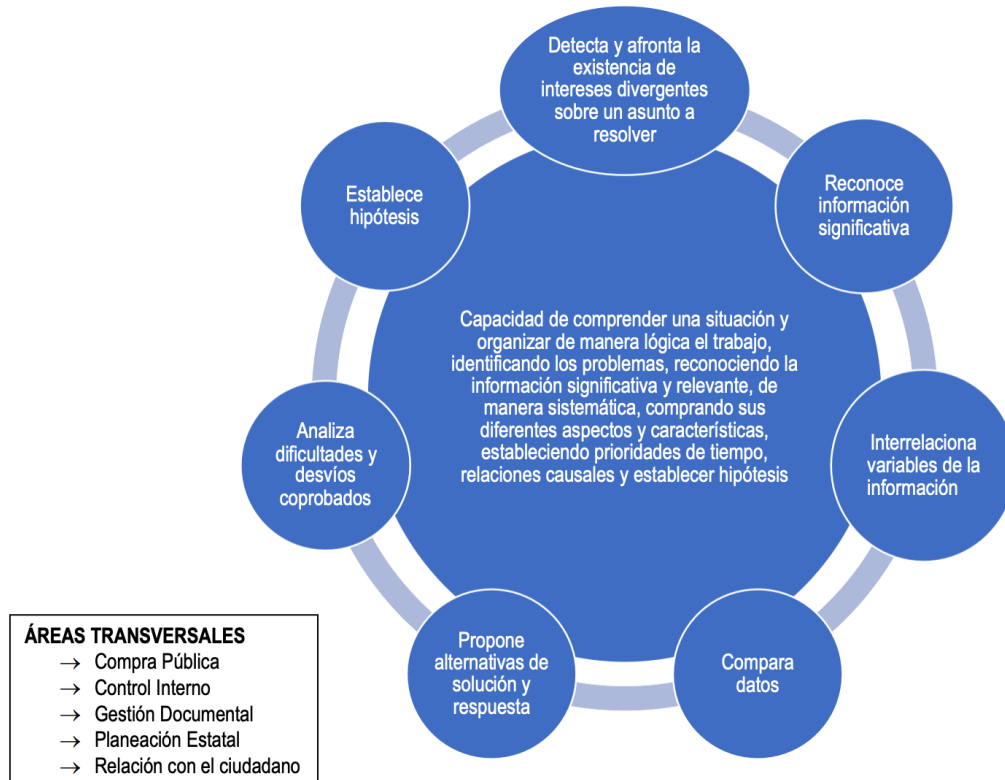 Detecta y afronta la
existencia de
intereses divergentes
sobre un asunto a
resolver
Reconoce
información
significativa
Interrelaciona
variables de la
información
Compara
datos
Propone
alternativas de
solución y
respuesta
Analiza
dificultades y
desvíos
coprobados
Establece
hipótesis
Capacidad de comprender una situación y
organizar de manera lógica el trabajo,
identificando los problemas, reconociendo la
información significativa y relevante, de
manera sistemática, comprando sus
diferentes aspectos y características,
estableciendo prioridades de tiempo,
relaciones causales y establecer hipótesis
ÁREAS TRANSVERSALES
→ Compra Pública
→ Control Interno
→ Gestión Documental
→ Planeación Estatal
→ Relación con el ciudadano